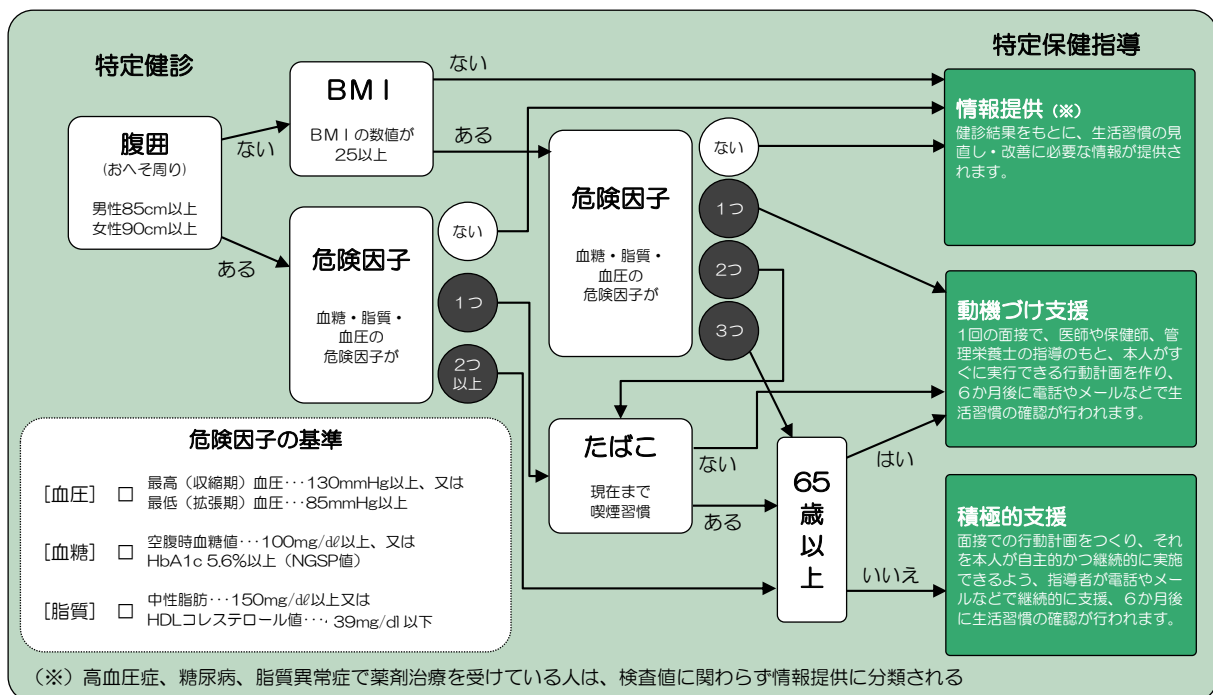 特定健診
特定保健指導
腹囲
(おへそ周り)
男性85cm以上
女性90cm以上
ない
ある
BMI
BMIの数値が
25以上
ない
ある
危険因子
血糖・脂質・
血圧の
危険因子が
ない
1つ
2つ
以上
危険因子
血糖・脂質・
血圧の
危険因子が
ない
1つ
2つ
3つ
たばこ
現在まで
喫煙習慣
ない
ある
65
歳
以
上
はい
いいえ
情報提供(※)
健診結果をもとに、生活習慣の見
直し・改善に必要な情報が提供さ
れます。
動機づけ支援
1回の面接で、医師や保健師、管
理栄養士の指導のもと、本人がす
ぐに実行できる行動計画を作り、
6か月後に電話やメールなどで生
活習慣の確認が行われます。
積極的支援
面接での行動計画をつくり、それ
を本人が自主的かつ継続的に実施
できるよう、指導者が電話やメー
ルなどで継続的に支援、6か月後
に生活習慣の確認が行われます。
危険因子の基準
[血圧] □ 最高(収縮期)血圧･･･130mmHg以上、又は
最低(拡張期)血圧･･･85mmHg以上
[血糖] □ 空腹時血糖値･･･100mg/dℓ以上、又は
HbA1c 5.6%以上(NGSP値)
[脂質] □ 中性脂肪･･･150mg/dℓ以上又は
HDLコレステロール値･･･39mg/dl以下
(※)高血圧症、糖尿病、脂質異常症で薬剤治療を受けている人は、検査値に関わらず情報提供に分類される